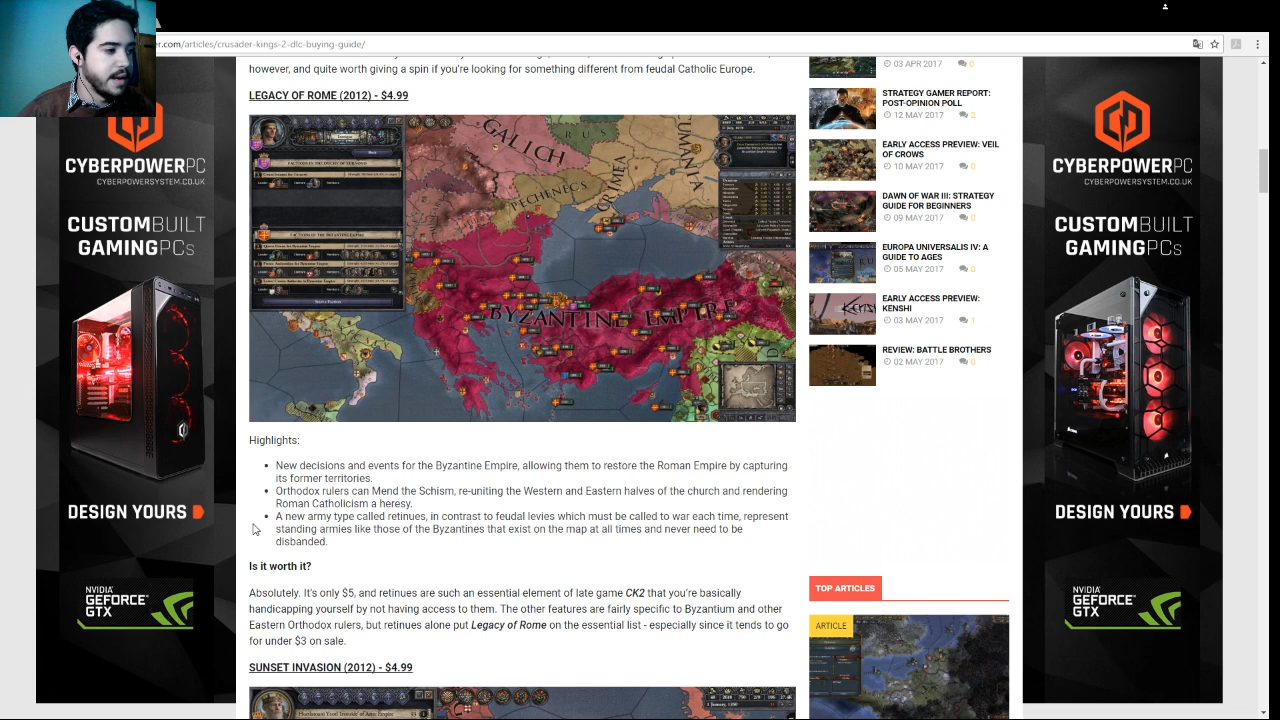 er.com/articles/crusader-kings-2-dlc-buying-guide/
however, and quite worth giving a spin if you're looking for something different from feudal Catholic Europe.
LEGACY OF ROME (2012) - $4.99
GALICH
RUS
BYZANTINE EMPIRE
Highlights:
New decisions and events for the Byzantine Empire, allowing them to restore the Roman Empire by capturing
its former territories.
Orthodox rulers can Mend the Schism, re-uniting the Western and Eastern halves of the church and rendering
Roman Catholicism a heresy.
A new army type called retinues, in contrast to feudal levies which must be called to war each time, represent
standing armies like those of the Byzantines that exist on the map at all times and never need to be
disbanded.
Is it worth it?
Absolutely. It's only $5, and retinues are such an essential element of late game CK2 that you're basically
handicapping yourself by not having access to them. The other features are fairly specific to Byzantium and other
Eastern Orthodox rulers, but retinues alone put Legacy of Rome on the essential list - especially since it tends to go
for under $3 on sale.
SUNSET INVASION (2012) - $4.99
03 APR 2017 0
STRATEGY GAMER REPORT:
POST-OPINION POLL
12 MAY 2017 2
EARLY ACCESS PREVIEW: VEIL
OF CROWS
10 MAY 2017 0
DAWN OF WAR III: STRATEGY
GUIDE FOR BEGINNERS
09 MAY 2017 0
EUROPA UNIVERSALIS IV: A
GUIDE TO AGES
05 MAY 2017 0
EARLY ACCESS PREVIEW:
KENSHI
03 MAY 2017 1
REVIEW: BATTLE BROTHERS
02 MAY 2017 0
TOP ARTICLES
ARTICLE
CYBERPOWERPC
CYBERPOWERSYSTEM.CO.UK
CUSTOMBUILT
GAMINGPCs
DESIGN YOURS
NVIDIA
GEFORCE
GTX
CYBERPOWERPC
CYBERPOWERSYSTEM.CO.UK
CUSTOMBUILT
GAMINGPCs
DESIGN YOURS
NVIDIA
GEFORCE
GTX